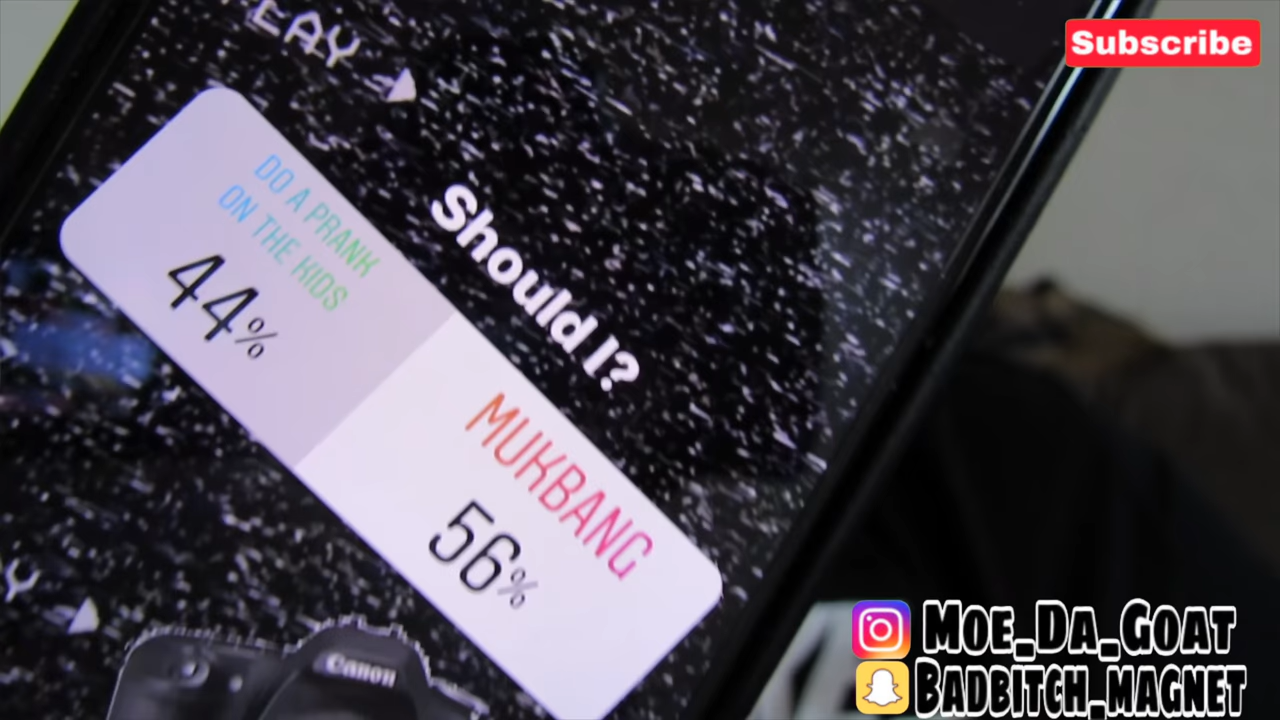 Subscribe
Should I?
DO A PRANK
ON THE KIDS
44%
MUKBANG
56%
Canon
MOE_DA_GOAT
BADBITCH_MAGNET